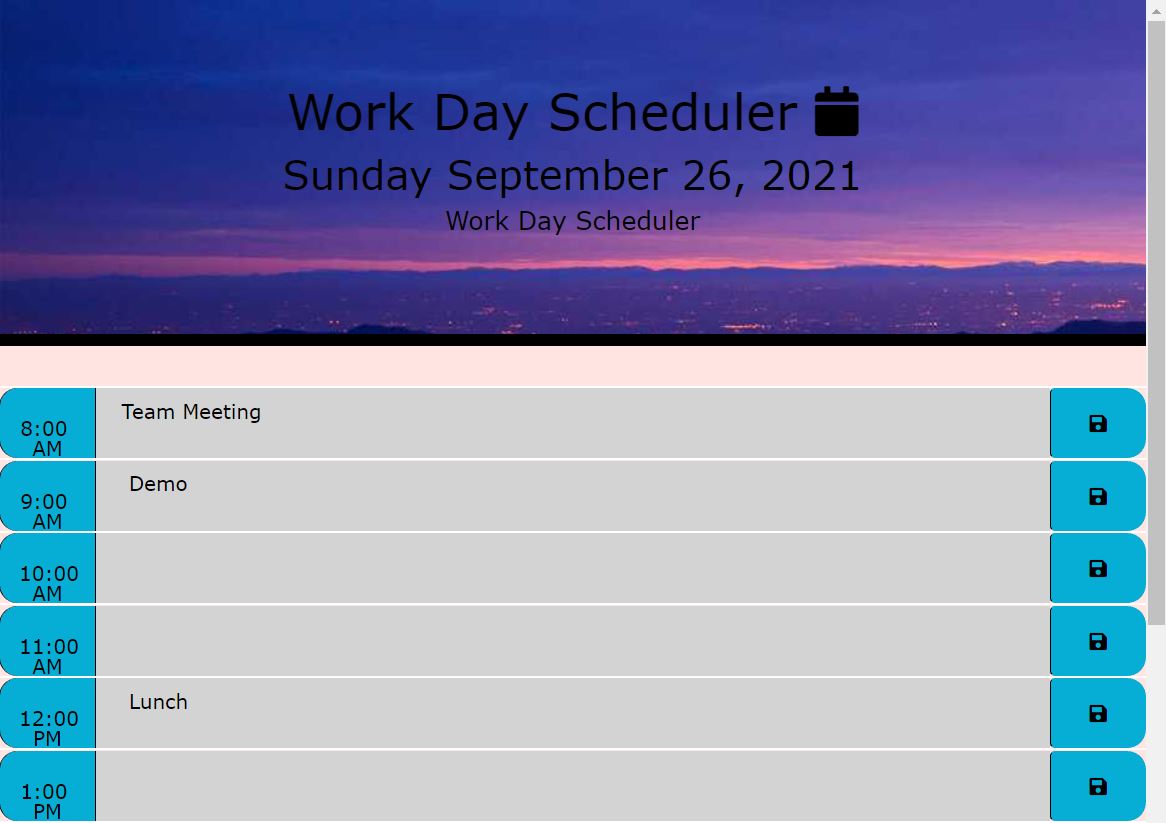 Work Day Scheduler
Sunday September 26, 2021
Work Day Scheduler
8:00
AM
Team Meeting
9:00
AM
Demo
10:00
AM
11:00
AM
12:00
PM
Lunch
1:00
PM